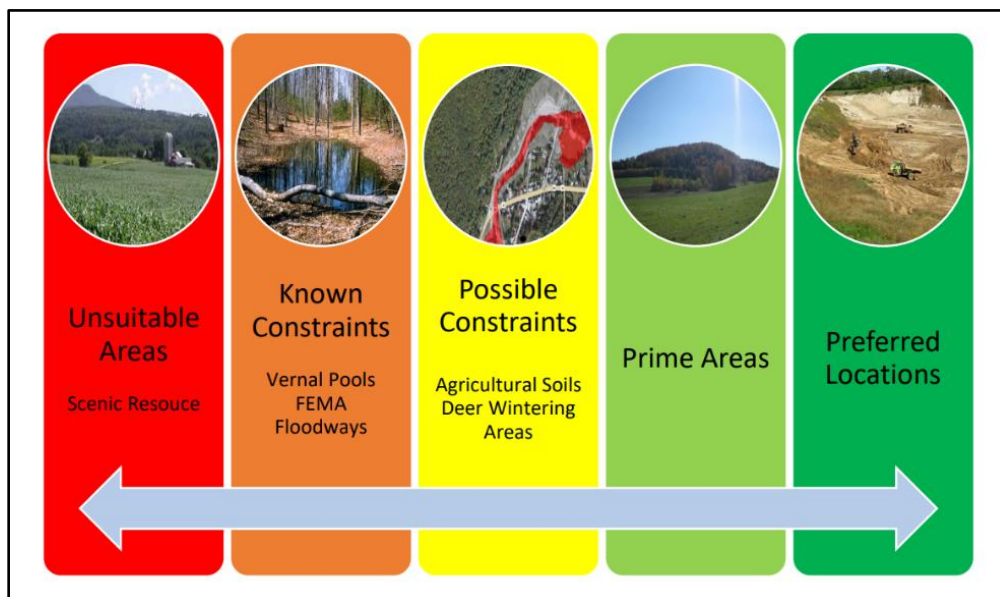 Unsuitable
Areas
Scenic Resouce
Known
Constraints
Vernal Pools
FEMA
Floodways
Possible
Constraints
Agricultural Soils
Deer Wintering
Areas
Prime Areas
Preferred
Locations